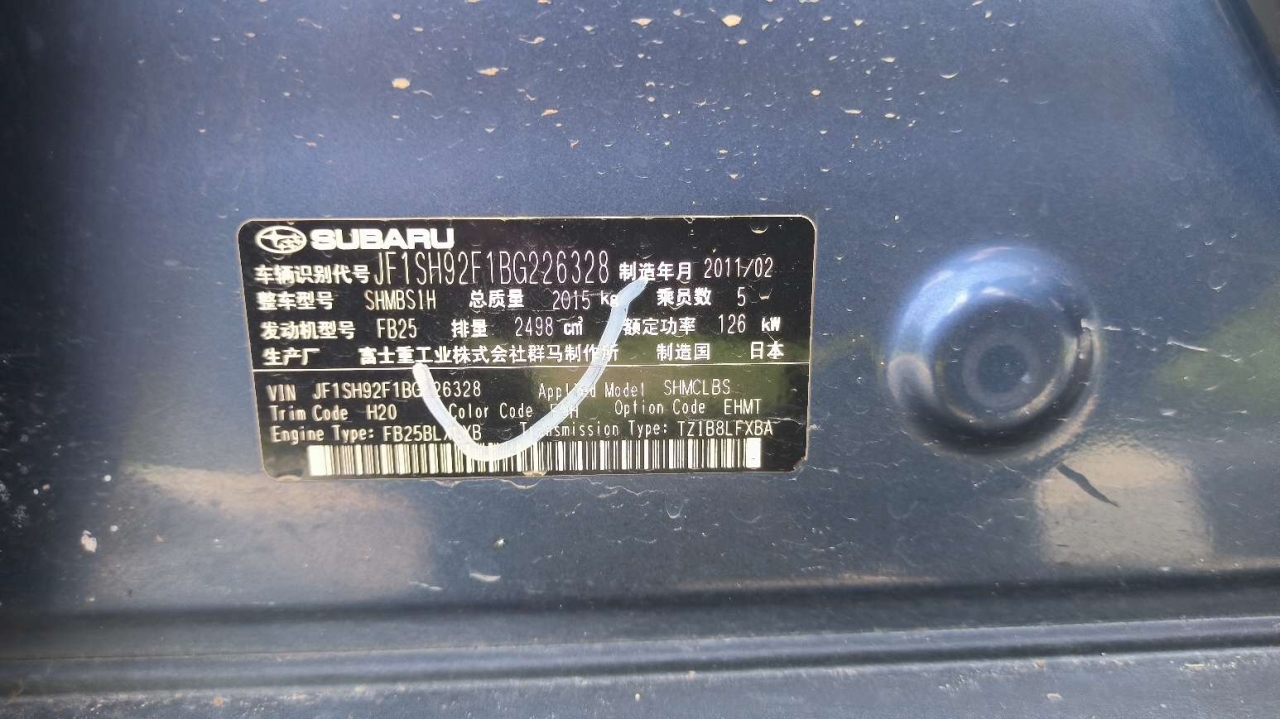 SUBARU
车辆识别代号 JF1SH92F1BG226328 制造年月 2011/02
整车型号 SHMBS1H 总质量 2015 kg 乘员数 5
发动机型号 FB25 排量 2498 cm³ 额定功率 126 kW
生产厂 富士重工业株式会社群马制作所 制造国 日本
VIN JF1SH92F1BG226328 Applied Model SHMCLBS
Trim Code H20 Color Code Option Code EHMT
Engine Type: Transmission Type: TZ1B8LFXBA